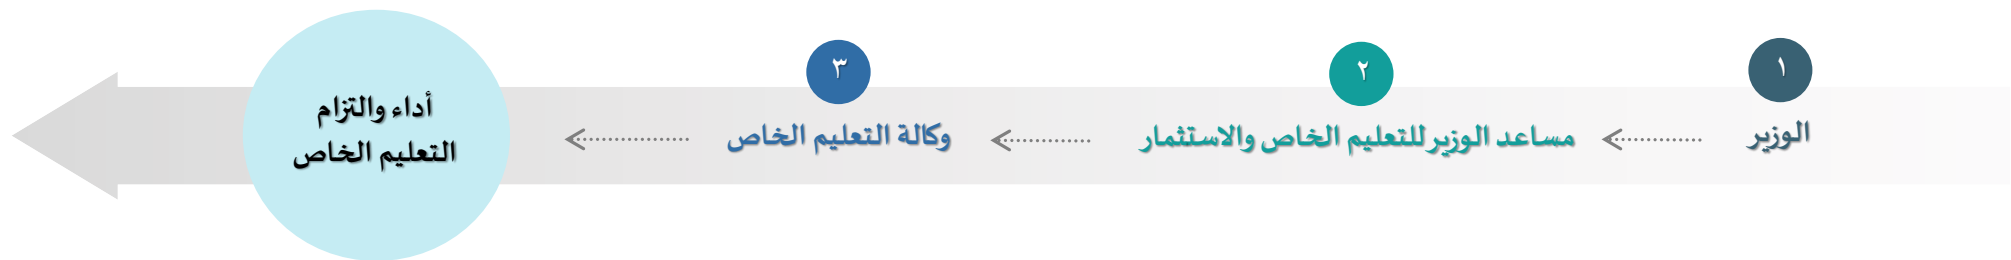 ١
الوزير
٢
مساعد الوزير للتعليم الخاص والاستثمار
٣
وكالة التعليم الخاص
أداء والتزام
التعليم الخاص